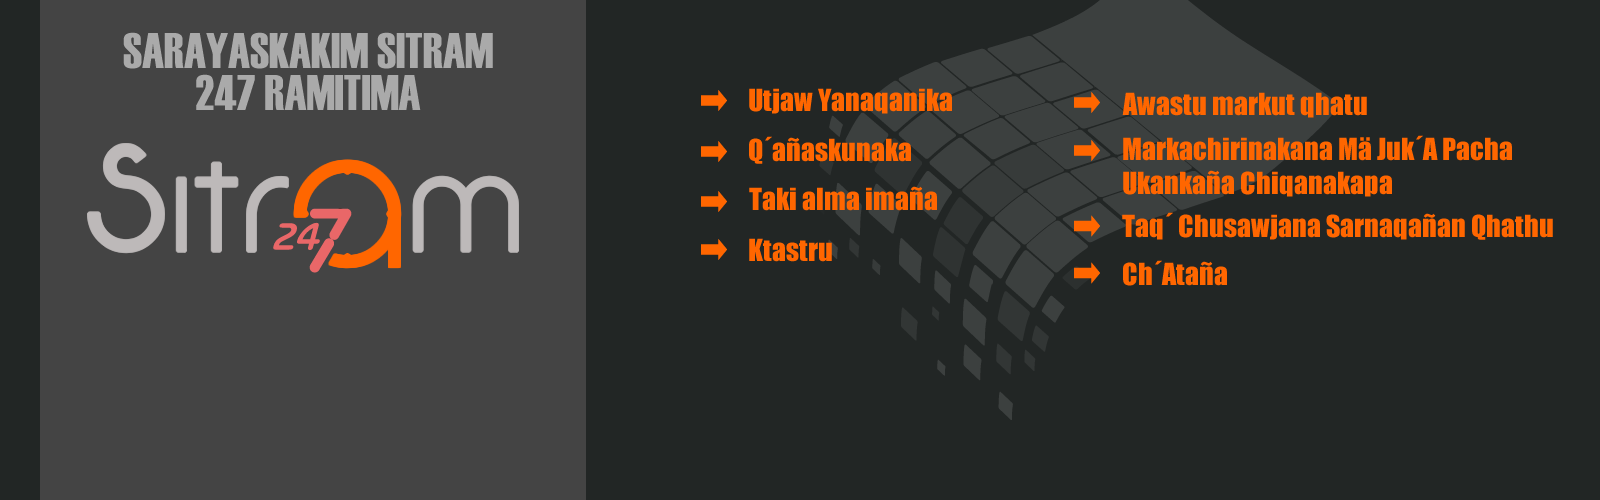 SARAYASKAKIM SITRAM
247 RAMITIMA
Sitram
247
Utjaw Yanaqanika
Q´añaskunaka
Taki alma imaña
Ktastru
Awastu markut qhatu
Markachirinakana Mä Juk´A Pacha
Ukankaña Chiqanakapa
Taq´ Chusawjana Sarnaqañan Qhathu
Ch´Ataña